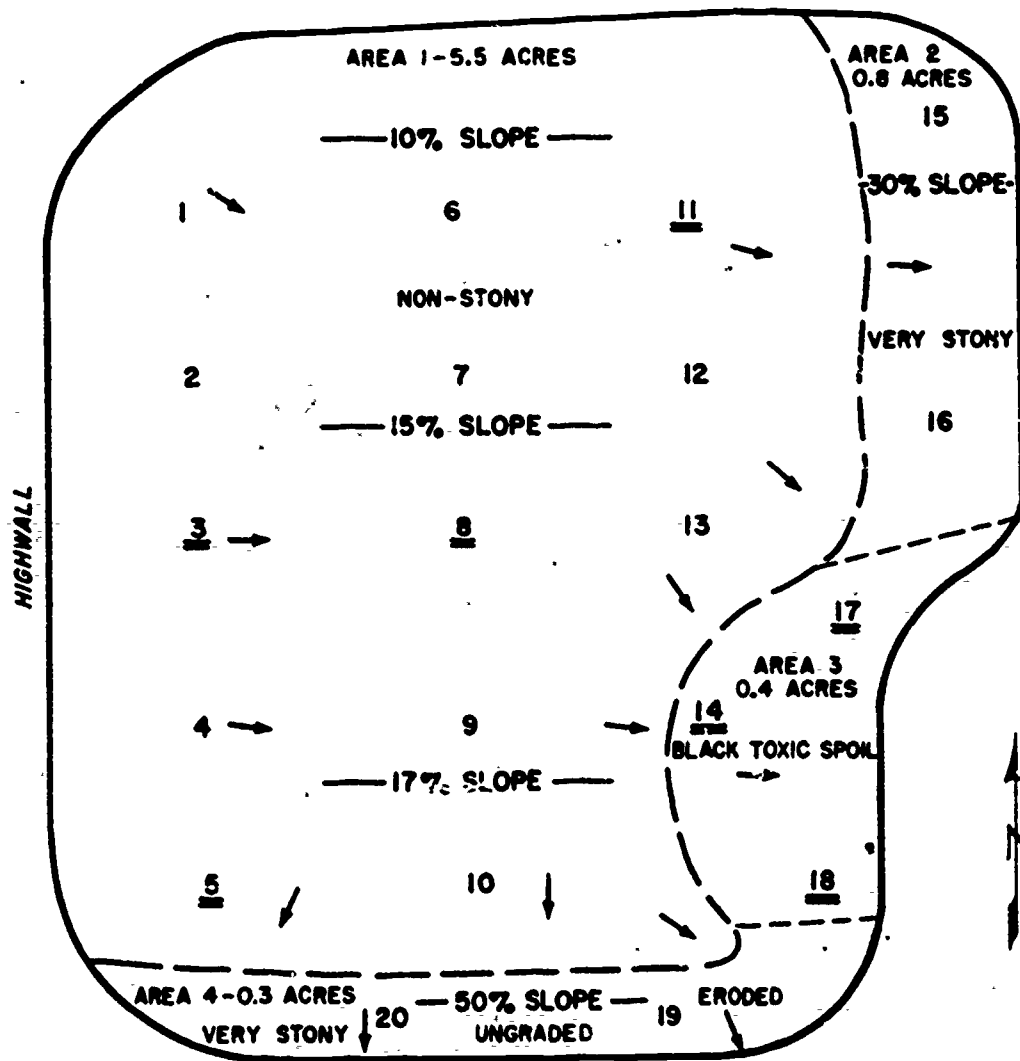 AREA 1-5.5 ACRES
AREA 2
0.8 ACRES
15
10% SLOPE
30% SLOPE
1
6
11
NON-STONY
VERY STONY
2
7
12
15% SLOPE
16
HIGHWALL
3
8
13
17
AREA 3
0.4 ACRES
4
9
14
BLACK TOXIC SPOIL
17% SLOPE
5
10
18
AREA 4-0.3 ACRES
50% SLOPE
ERODED
VERY STONY
20
UNGRADED
19